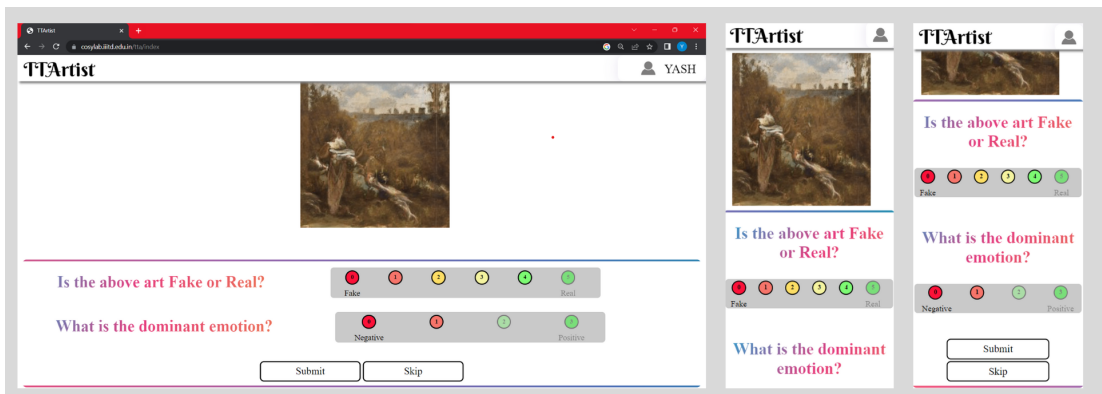 TTArtist
cosylab.iiitd.edu.in/tta/index
TTArtist
YASH
Is the above art Fake or Real?
0 1 2 3 4 5
Fake Real
What is the dominant emotion?
0 1 2 3
Negative Positive
Submit Skip
TTArtist
Is the above art Fake
or Real?
0 1 2 3 4 5
Fake Real
What is the dominant
emotion?
TTArtist
Is the above art Fake
or Real?
0 1 2 3 4 5
Fake Real
What is the dominant
emotion?
0 1 2 3
Negative Positive
Submit
Skip